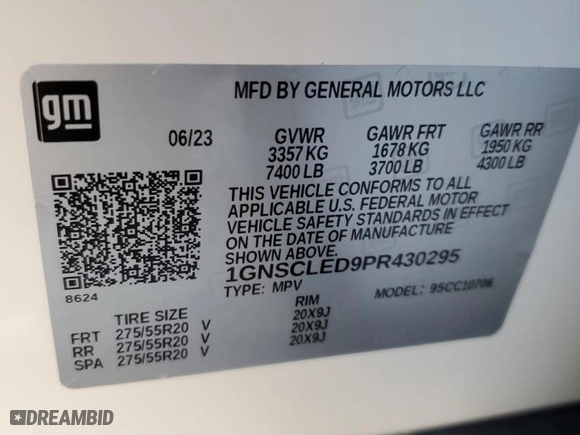 gm
MFD BY GENERAL MOTORS LLC
06/23 GVWR GAWR FRT GAWR RR
3357 KG 1678 KG 1950 KG
7400 LB 3700 LB 4300 LB
THIS VEHICLE CONFORMS TO ALL
APPLICABLE U.S. FEDERAL MOTOR
VEHICLE SAFETY STANDARDS IN EFFECT
ON THE DATE OF MANUFACTURE
SHOWN ABOVE.
1GNSCLED9PR430295
8624
TYPE: MPV MODEL: 95CC10706
TIRE SIZE RIM
FRT 275/55R20 V 20X9J
RR 275/55R20 V 20X9J
SPA 275/55R20 V 20X9J
DREAMBID